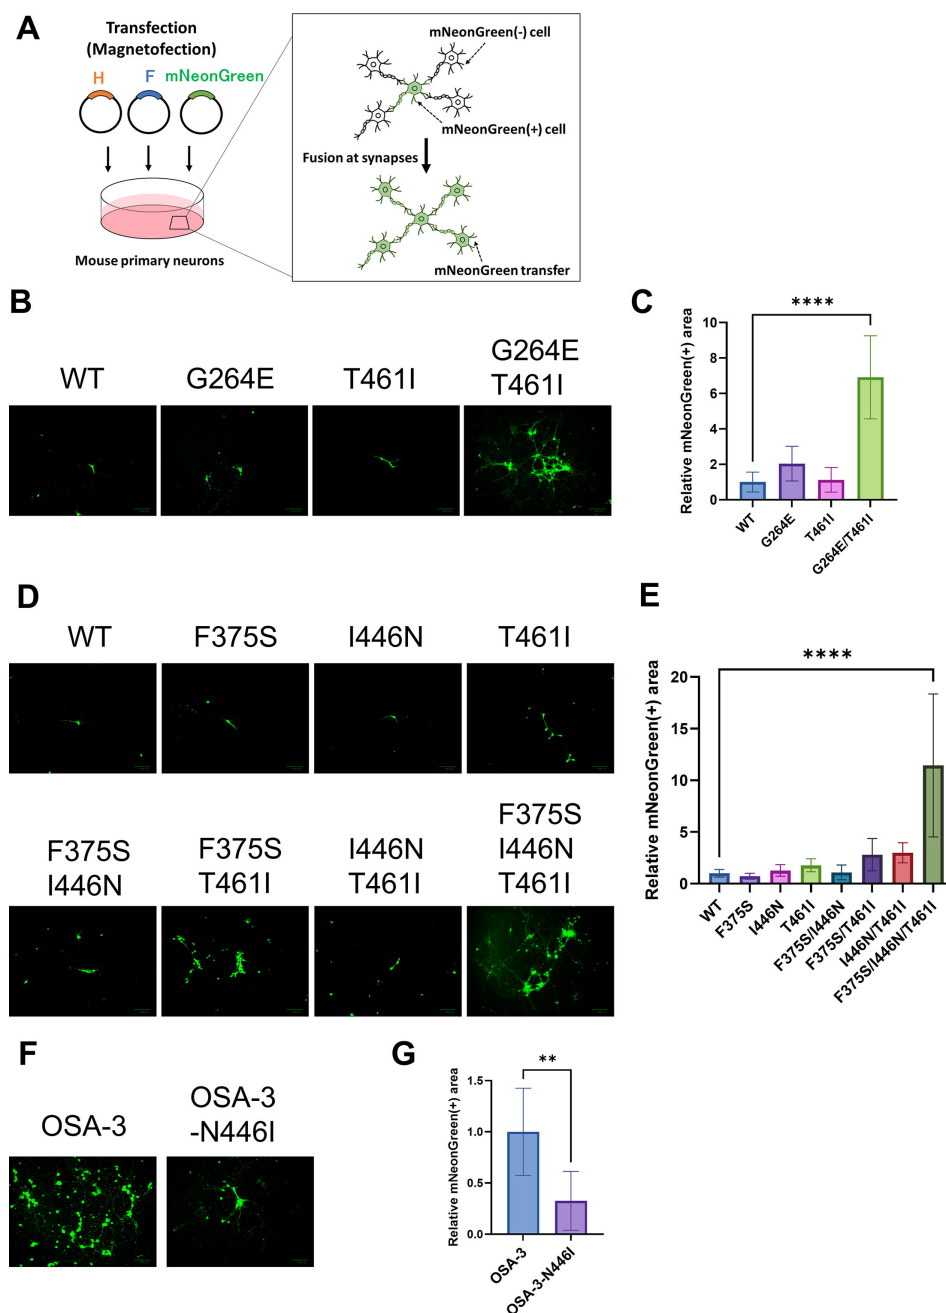 A
Transfection
(Magnetofection)
H F mNeonGreen
Mouse primary neurons
mNeonGreen(-) cell
mNeonGreen(+) cell
Fusion at synapses
mNeonGreen transfer
B
WT
G264E
T461I
G264E
T461I
C
Relative mNeonGreen(+) area
10
8
6
4
2
0
****
WT
G264E
T461I
G264E/T461I
D
WT
F375S
I446N
T461I
F375S
I446N
F375S
T461I
I446N
T461I
F375S
I446N
T461I
E
Relative mNeonGreen(+) area
20
15
10
5
0
****
WT
F375S
I446N
T461I
F375S/I446N
F375S/T461I
I446N/T461I
F375S/I446N/T461I
F
OSA-3
OSA-3
-N446I
G
Relative mNeonGreen(+) area
1.5
1.0
0.5
0.0
**
OSA-3
OSA-3-N446I